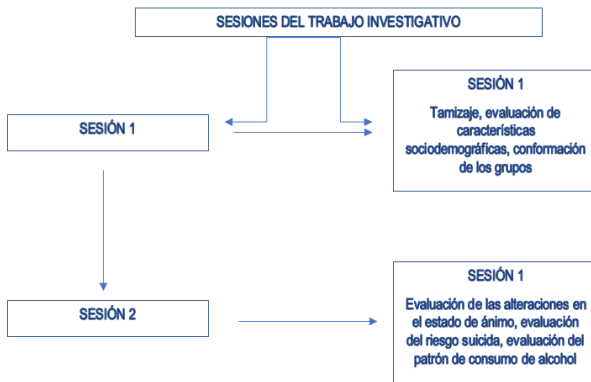 SESIONES DEL TRABAJO INVESTIGATIVO
SESIÓN 1
SESIÓN 1
Tamizaje, evaluación de
características
sociodemográficas, conformación
de los grupos
SESIÓN 2
SESIÓN 1
Evaluación de las alteraciones en
el estado de ánimo, evaluación
del riesgo suicida, evaluación del
patrón de consumo de alcohol